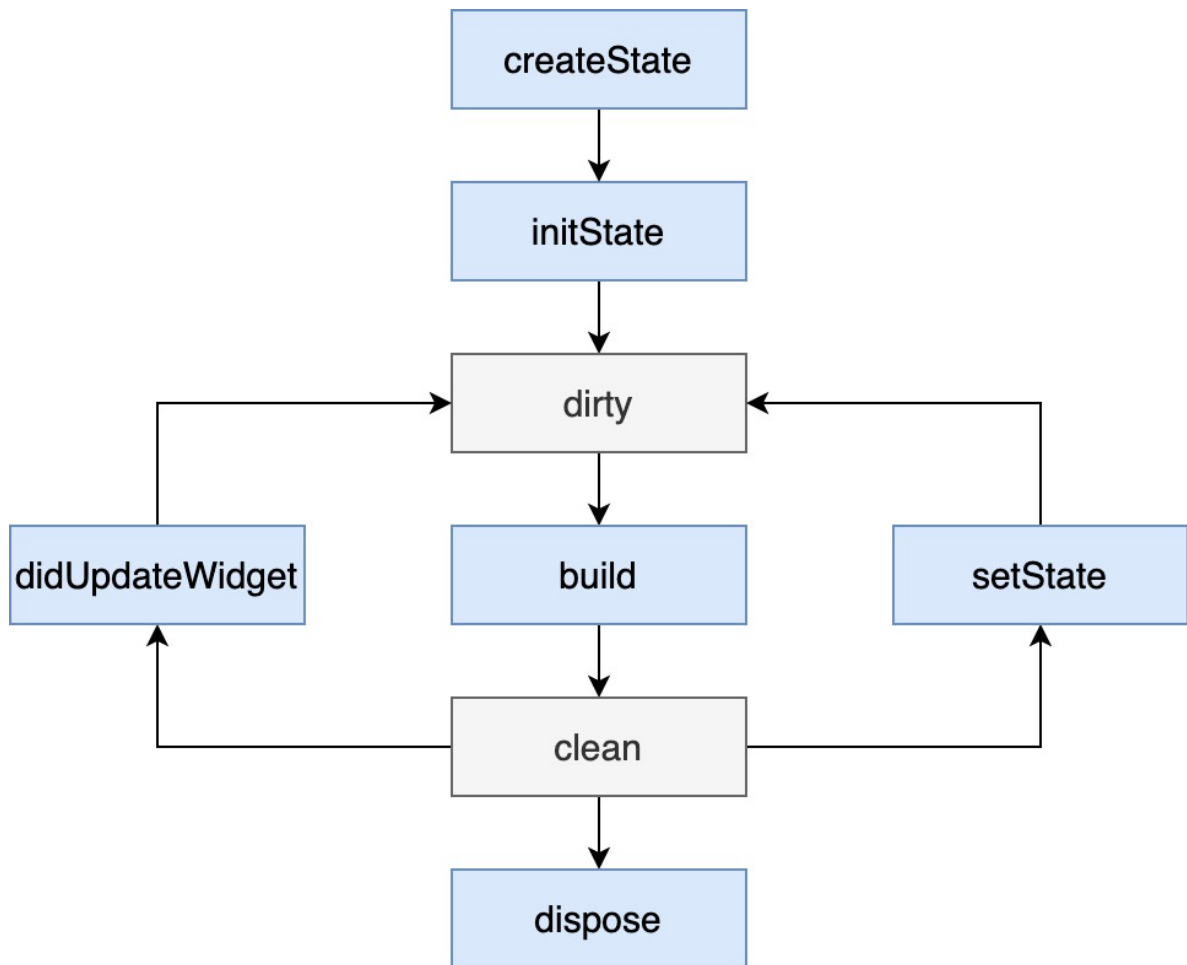 createState
initState
dirty
didUpdateWidget
build
setState
clean
dispose